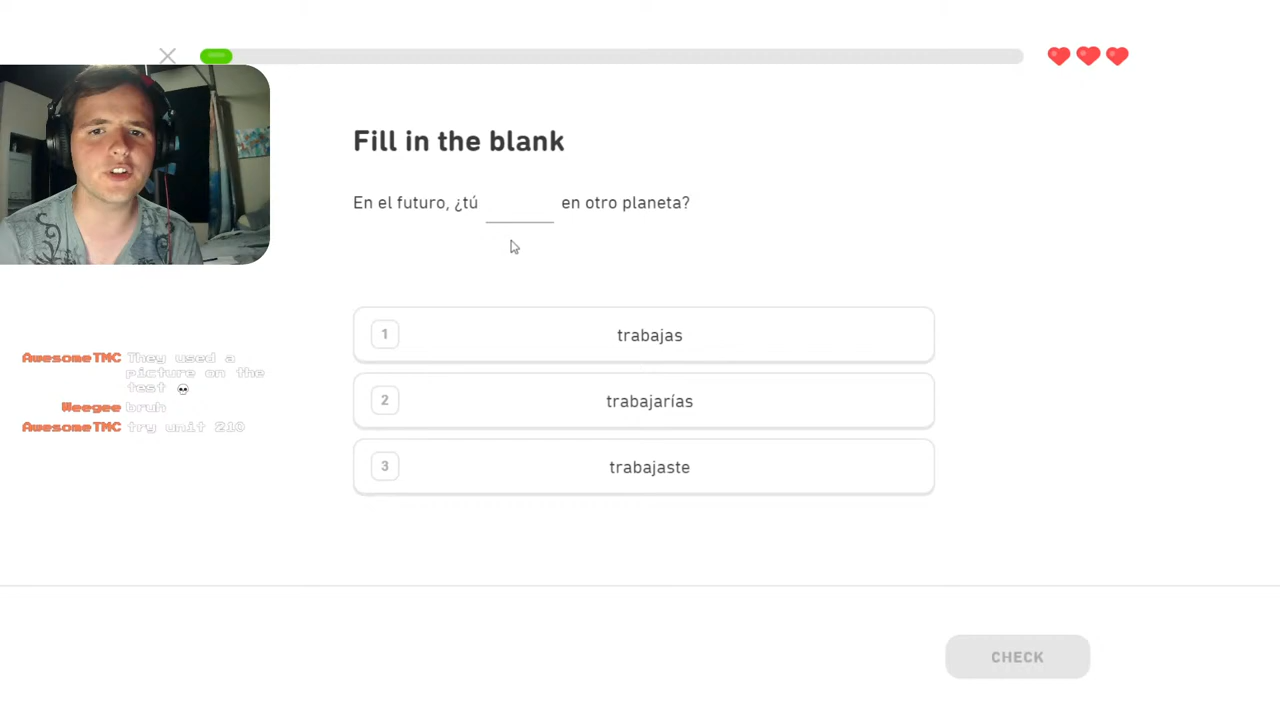 Fill in the blank
En el futuro, ¿tú ______ en otro planeta?
1 trabajas
2 trabajarías
3 trabajaste
AwesomeTMC They used a
picture on the
test 💀
Weegee bruh
AwesomeTMC try unit 210
CHECK